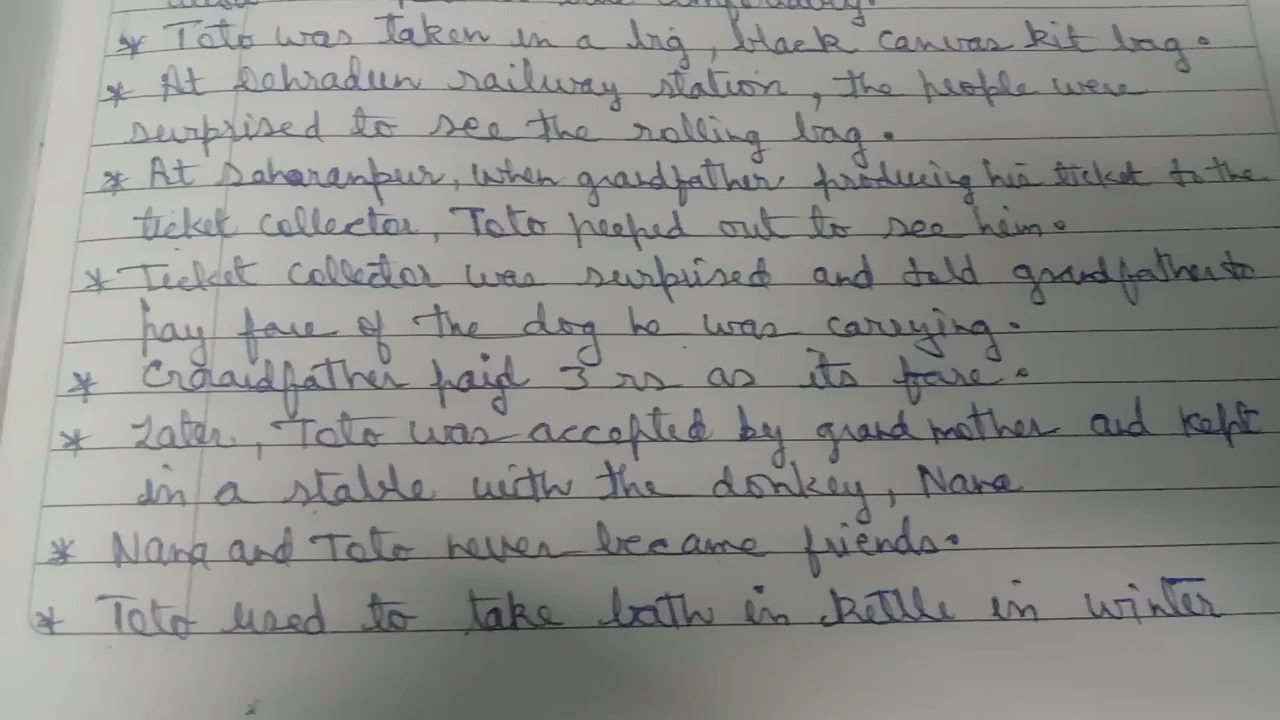 * Toto was taken in a big, black canvas kit bag.
* At Dehradun railway station, the people were
surprised to see the rolling bag.
* At Saharanpur, when grandfather producing his ticket to the
ticket collector, Toto peeped out to see him.
* Ticket collector was surprised and told grandfather to
pay fare of the dog he was carrying.
* Grandfather paid 3 rs as its fare.
* Later, Toto was accepted by grandmother and kept
in a stable with the donkey, Nana
* Nana and Toto never became friends.
* Toto used to take bath in kettle in winter